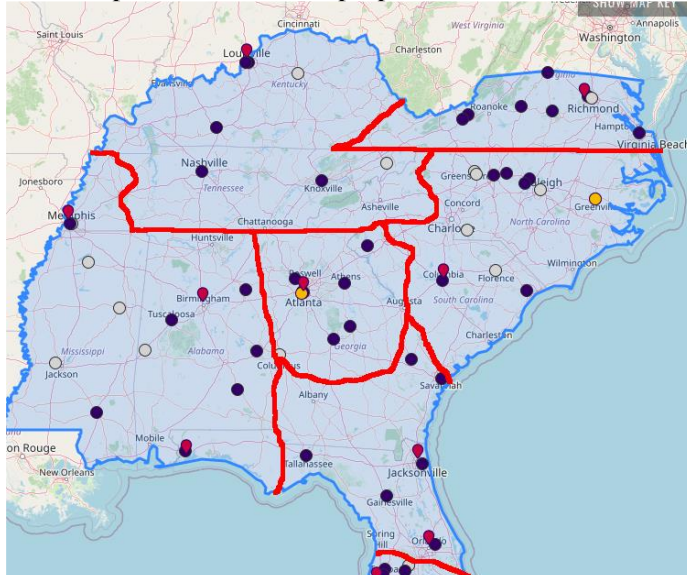 SHOW MAP KEY
Cincinnati
Annapolis
Saint Louis
West Virginia
Washington
Louisville
Charleston
Evansville
Kentucky
Roanoke
Richmond
Hampt
Virginia Beach
Nashville
Jonesboro
Tennessee
Knoxville
Greens
leigh
Memphis
Asheville
Concord
Greenville
Chattanooga
Charlo
North Carolina
Huntsville
Wilmington
Roswell
Athens
Columbia
Florence
Birmingham
Atlanta
Augusta
South Carolina
Tuscaloosa
Charleston
Mississippi
Alabama
Georgia
Jackson
Columbus
Savannah
Albany
Mobile
on Rouge
Tallahassee
New Orleans
Jacksonville
Gainesville
Spring
Hill
Orlando